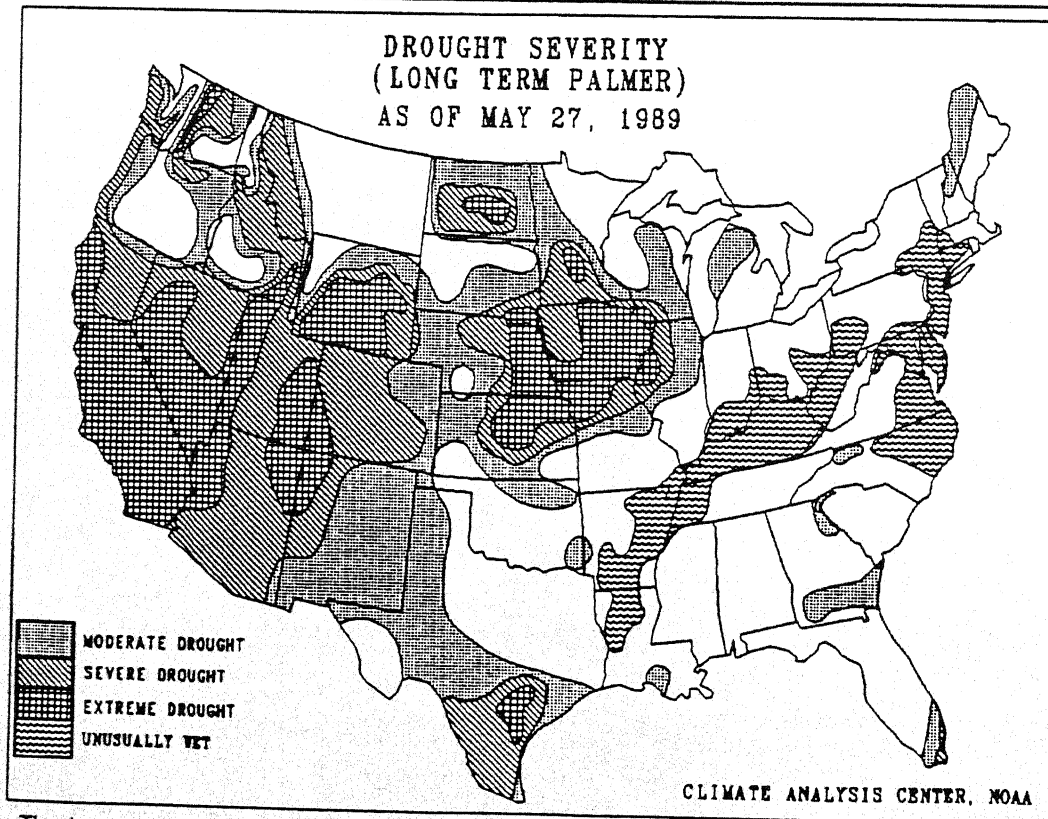 DROUGHT SEVERITY
(LONG TERM PALMER)
AS OF MAY 27, 1989
MODERATE DROUGHT
SEVERE DROUGHT
EXTREME DROUGHT
UNUSUALLY WET
CLIMATE ANALYSIS CENTER, NOAA